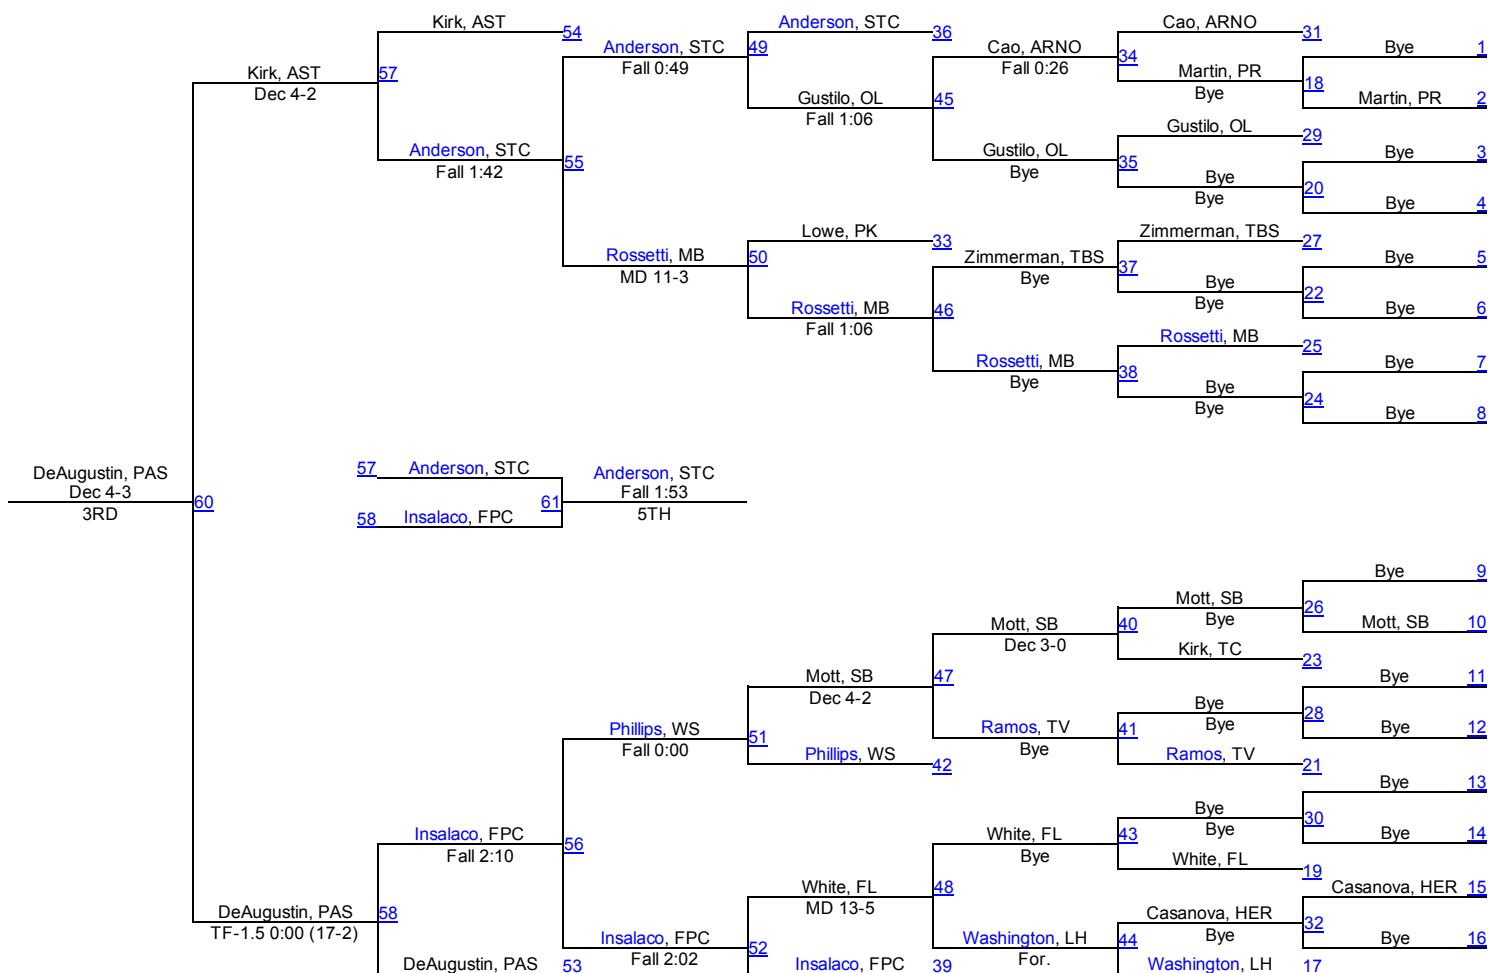 Kirk, AST 54
Anderson, STC 36
Cao, ARNO 31
Anderson, STC 49
Cao, ARNO
Bye 1
Fall 0:49
Fall 0:26 34
Kirk, AST 57
Martin, PR
Dec 4-2
Bye 18
Gustilo, OL 45
Martin, PR 2
Fall 1:06
Gustilo, OL 29
Anderson, STC 55
Gustilo, OL 35
Bye 3
Fall 1:42
Bye
Bye
Bye 20
Bye 4
Lowe, PK 33
Zimmerman, TBS 27
Rossetti, MB 50
Zimmerman, TBS 37
Bye 5
MD 11-3
Bye
Bye
Bye 22
Rossetti, MB 46
Bye 6
Fall 1:06
Rossetti, MB 25
Rossetti, MB 38
Bye 7
Bye
Bye
Bye 24
Bye 8
DeAugustin, PAS
57 Anderson, STC
Anderson, STC
Dec 4-3
Fall 1:53
60
61
3RD
58 Insalaco, FPC
5TH
Bye 9
Mott, SB 26
Bye
Mott, SB 40
Mott, SB 10
Dec 3-0
Kirk, TC 23
Mott, SB 47
Bye 11
Dec 4-2
Bye 28
Phillips, WS 51
Ramos, TV 41
Bye
Bye 12
Fall 0:00
Bye
Phillips, WS 42
Ramos, TV 21
Bye 13
Bye 30
Insalaco, FPC 56
White, FL 43
Bye
Bye 14
Fall 2:10
Bye
White, FL 19
White, FL 48
Casanova, HER 15
MD 13-5
DeAugustin, PAS 58
Casanova, HER 32
TF-1.5 0:00 (17-2)
Bye
Insalaco, FPC 52
Washington, LH 44
Bye 16
Fall 2:02
For.
DeAugustin, PAS 53
Insalaco, FPC 39
Washington, LH 17